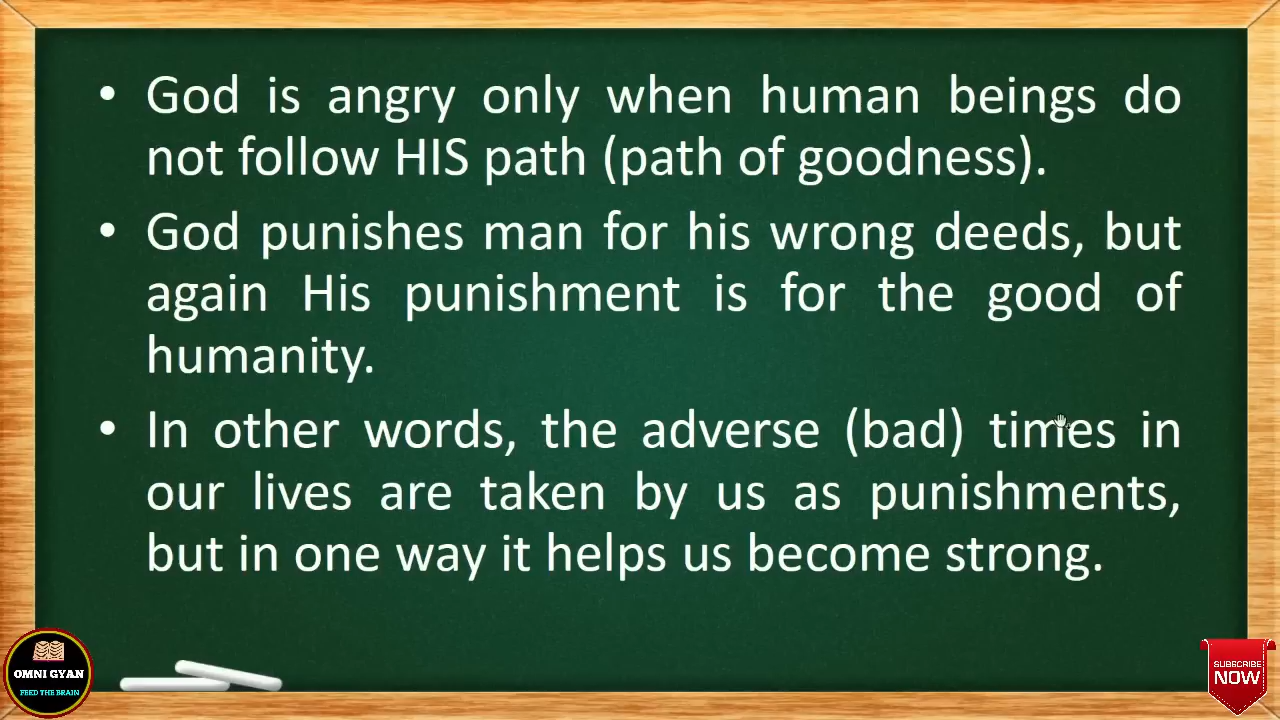 • God is angry only when human beings do
not follow HIS path (path of goodness).
• God punishes man for his wrong deeds, but
again His punishment is for the good of
humanity.
• In other words, the adverse (bad) times in
our lives are taken by us as punishments,
but in one way it helps us become strong.
OMNI GYAN
FEED THE BRAIN
SUBSCRIBE
NOW